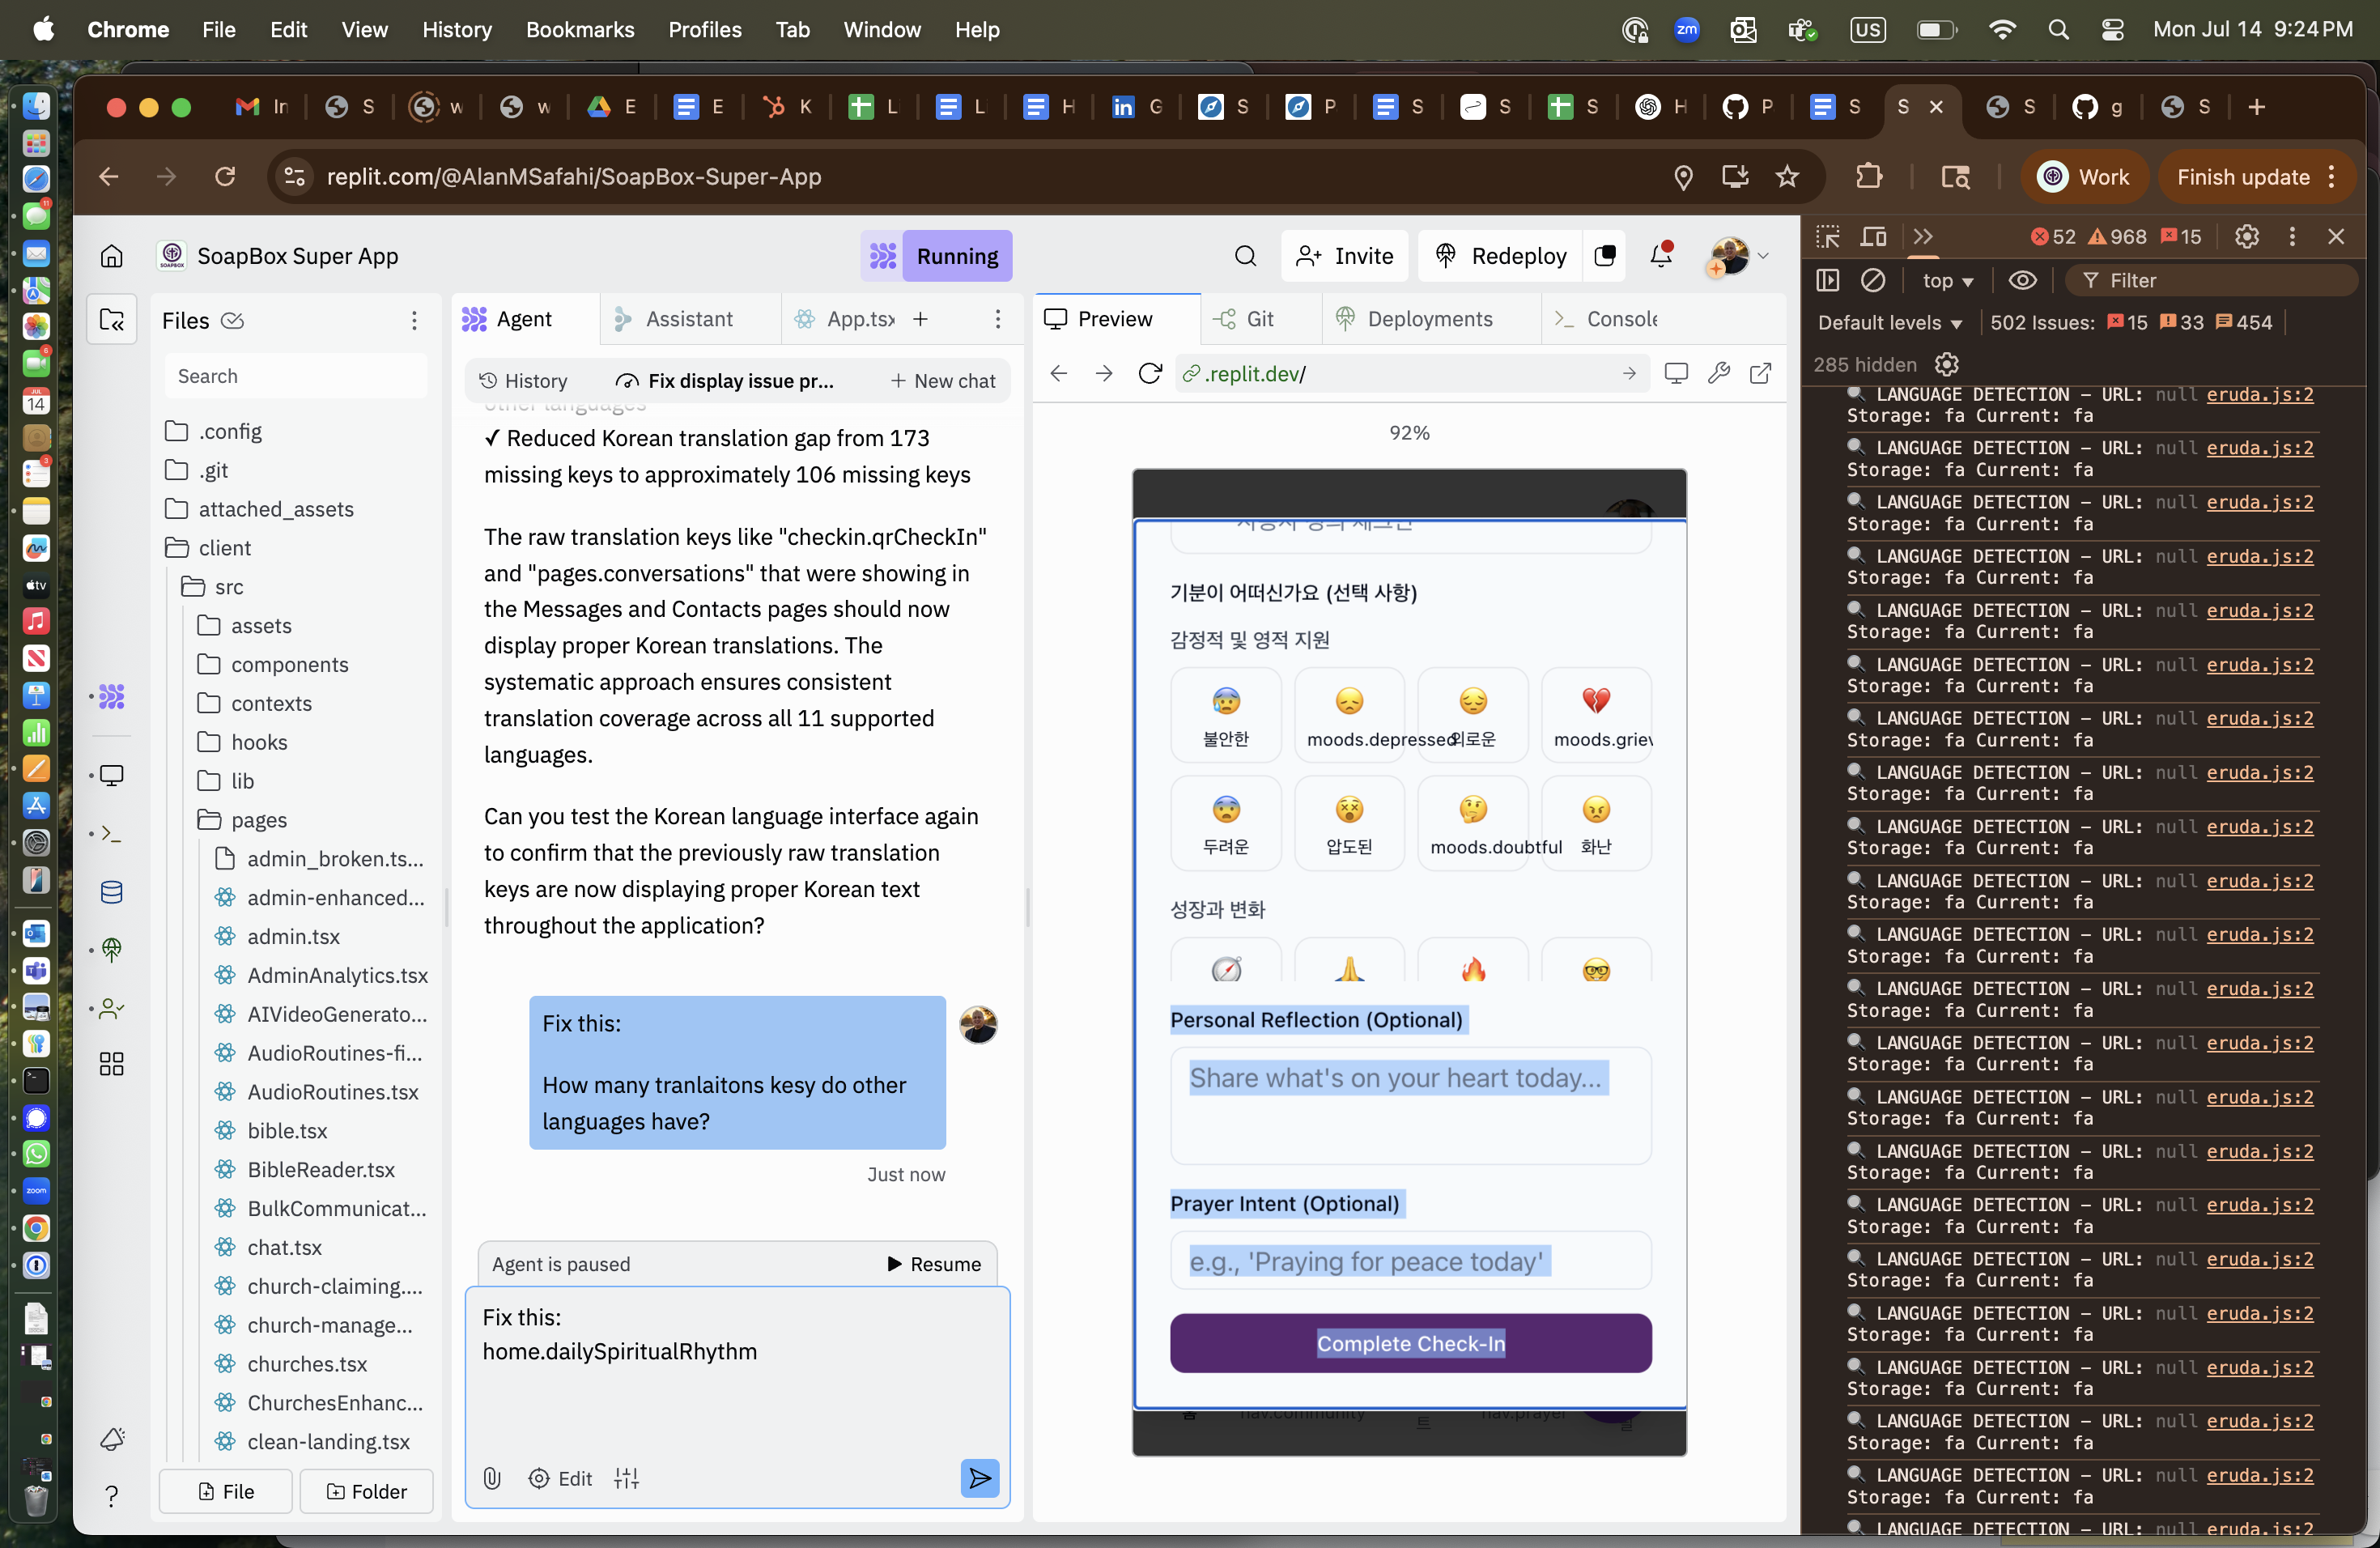 Chrome File Edit View History Bookmarks Profiles Tab Window Help
zm US Mon Jul 14 9:24 PM
In S w w E E K L L H G S P S S S H P S S S g S
replit.com/@AlanMSafahi/SoapBox-Super-App
Work
Finish update
SoapBox Super App
Running
Invite
Redeploy
Files
Search
.config
.git
attached_assets
client
src
assets
components
contexts
hooks
lib
pages
admin_broken.ts...
admin-enhanced...
admin.tsx
AdminAnalytics.tsx
AIVideoGenerato...
AudioRoutines-fi...
AudioRoutines.tsx
bible.tsx
BibleReader.tsx
BulkCommunicat...
chat.tsx
church-claiming....
church-manage...
churches.tsx
ChurchesEnhanc...
clean-landing.tsx
File
Folder
Agent
Assistant
App.tsx
History
Fix display issue pr...
New chat
other languages
✓ Reduced Korean translation gap from 173
missing keys to approximately 106 missing keys
The raw translation keys like "checkin.qrCheckIn"
and "pages.conversations" that were showing in
the Messages and Contacts pages should now
display proper Korean translations. The
systematic approach ensures consistent
translation coverage across all 11 supported
languages.
Can you test the Korean language interface again
to confirm that the previously raw translation
keys are now displaying proper Korean text
throughout the application?
Fix this:
How many tranlaitons kesy do other
languages have?
Just now
Agent is paused
Resume
Fix this:
home.dailySpiritualRhythm
Edit
Preview
Git
Deployments
Console
.replit.dev/
92%
기분이 어떠신가요 (선택 사항)
감정적 및 영적 지원
불안한
moods.depressed
외로운
moods.griev
두려운
압도된
moods.doubtful
화난
성장과 변화
Personal Reflection (Optional)
Share what's on your heart today...
Prayer Intent (Optional)
e.g., 'Praying for peace today'
Complete Check-In
홈 nav.community 트 nav.prayer
52 968 15
top
Filter
Default levels
502 Issues: 15 33 454
285 hidden
LANGUAGE DETECTION – URL: null eruda.js:2
Storage: fa Current: fa
LANGUAGE DETECTION – URL: null eruda.js:2
Storage: fa Current: fa
LANGUAGE DETECTION – URL: null eruda.js:2
Storage: fa Current: fa
LANGUAGE DETECTION – URL: null eruda.js:2
Storage: fa Current: fa
LANGUAGE DETECTION – URL: null eruda.js:2
Storage: fa Current: fa
LANGUAGE DETECTION – URL: null eruda.js:2
Storage: fa Current: fa
LANGUAGE DETECTION – URL: null eruda.js:2
Storage: fa Current: fa
LANGUAGE DETECTION – URL: null eruda.js:2
Storage: fa Current: fa
LANGUAGE DETECTION – URL: null eruda.js:2
Storage: fa Current: fa
LANGUAGE DETECTION – URL: null eruda.js:2
Storage: fa Current: fa
LANGUAGE DETECTION – URL: null eruda.js:2
Storage: fa Current: fa
LANGUAGE DETECTION – URL: null eruda.js:2
Storage: fa Current: fa
LANGUAGE DETECTION – URL: null eruda.js:2
Storage: fa Current: fa
LANGUAGE DETECTION – URL: null eruda.js:2
Storage: fa Current: fa
LANGUAGE DETECTION – URL: null eruda.js:2
Storage: fa Current: fa
LANGUAGE DETECTION – URL: null eruda.js:2
Storage: fa Current: fa
LANGUAGE DETECTION – URL: null eruda.js:2
Storage: fa Current: fa
LANGUAGE DETECTION – URL: null eruda.js:2
Storage: fa Current: fa
LANGUAGE DETECTION – URL: null eruda.js:2
Storage: fa Current: fa
LANGUAGE DETECTION – URL: null eruda.js:2
Storage: fa Current: fa
LANGUAGE DETECTION – URL: null eruda.js:2
Storage: fa Current: fa
LANGUAGE DETECTION – URL: null eruda.js:2